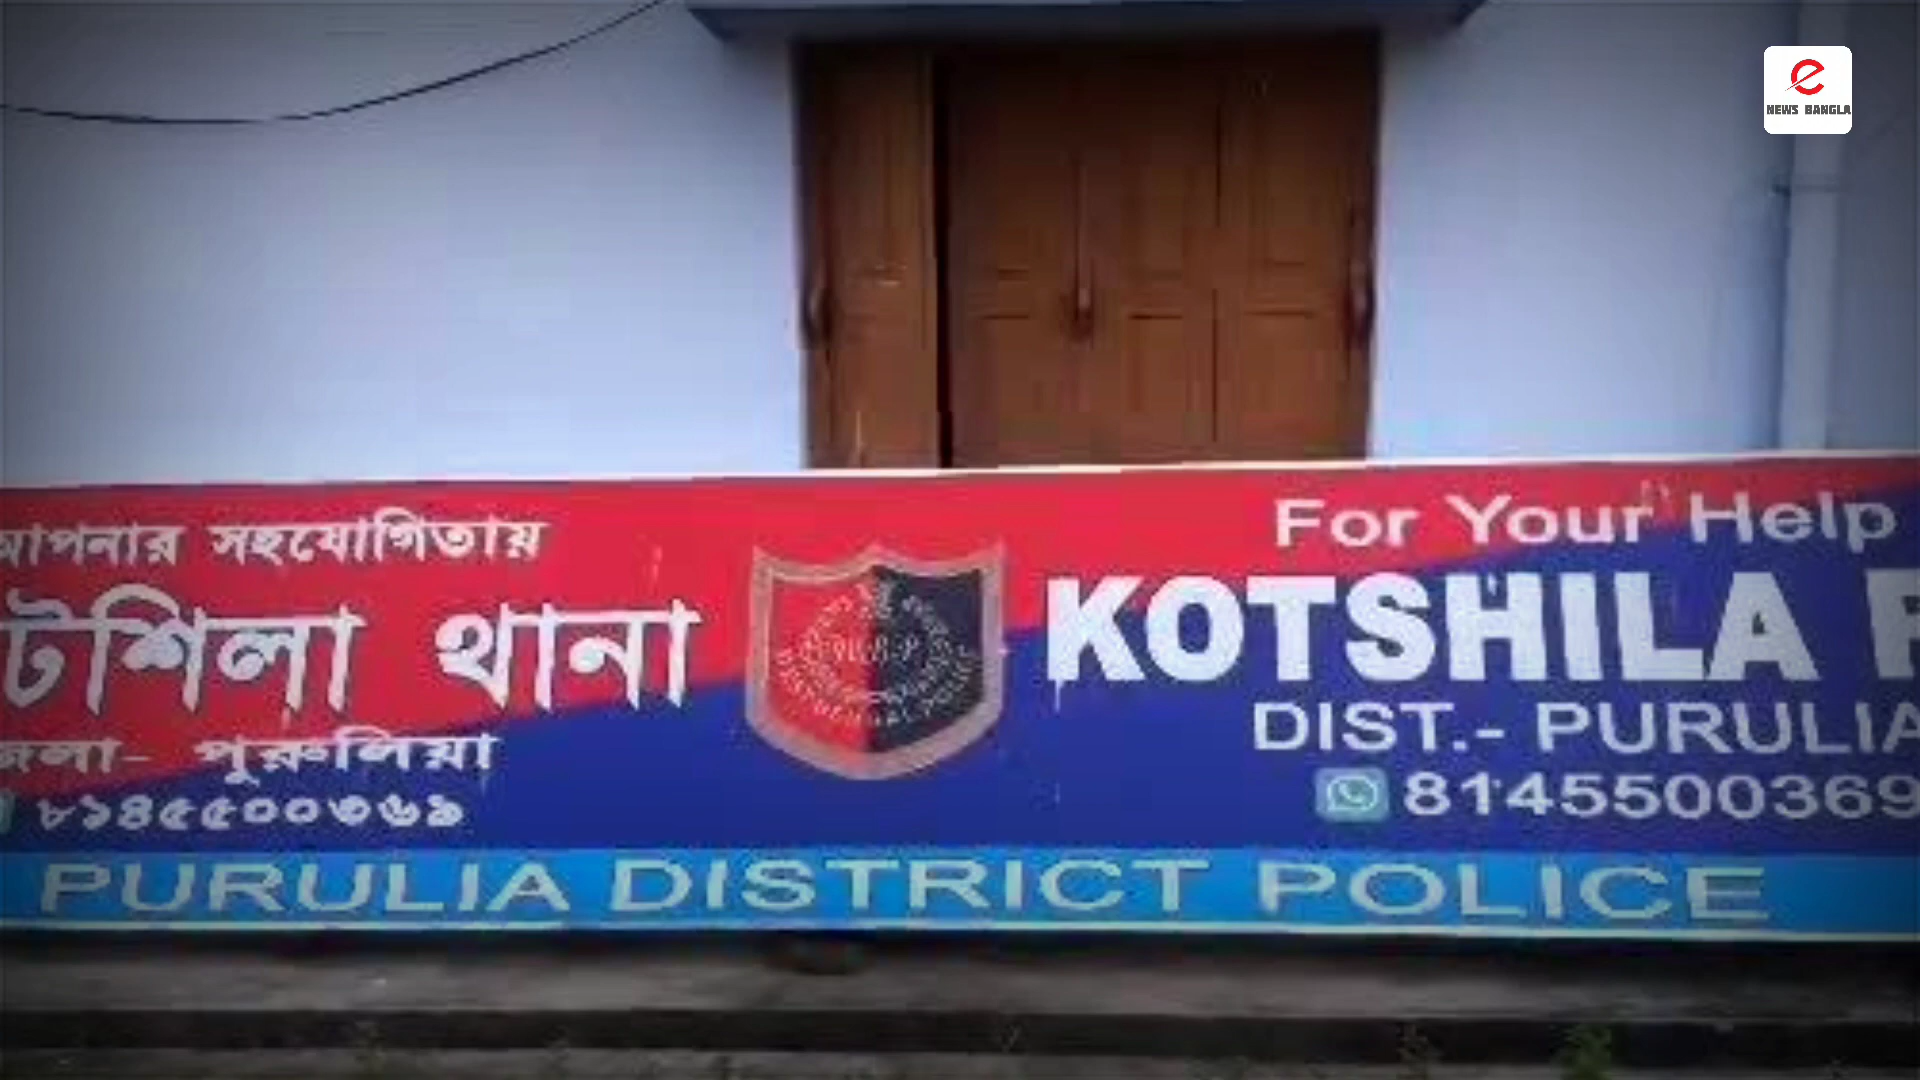 NEWS BANGLA
আপনার সহযোগিতায়
টশিলা থানা
জেলা- পুরুলিয়া
৮১৪৫৫০০৩৬৯
For Your Help
KOTSHILA P
DIST.- PURULIA
8145500369
PURULIA DISTRICT POLICE